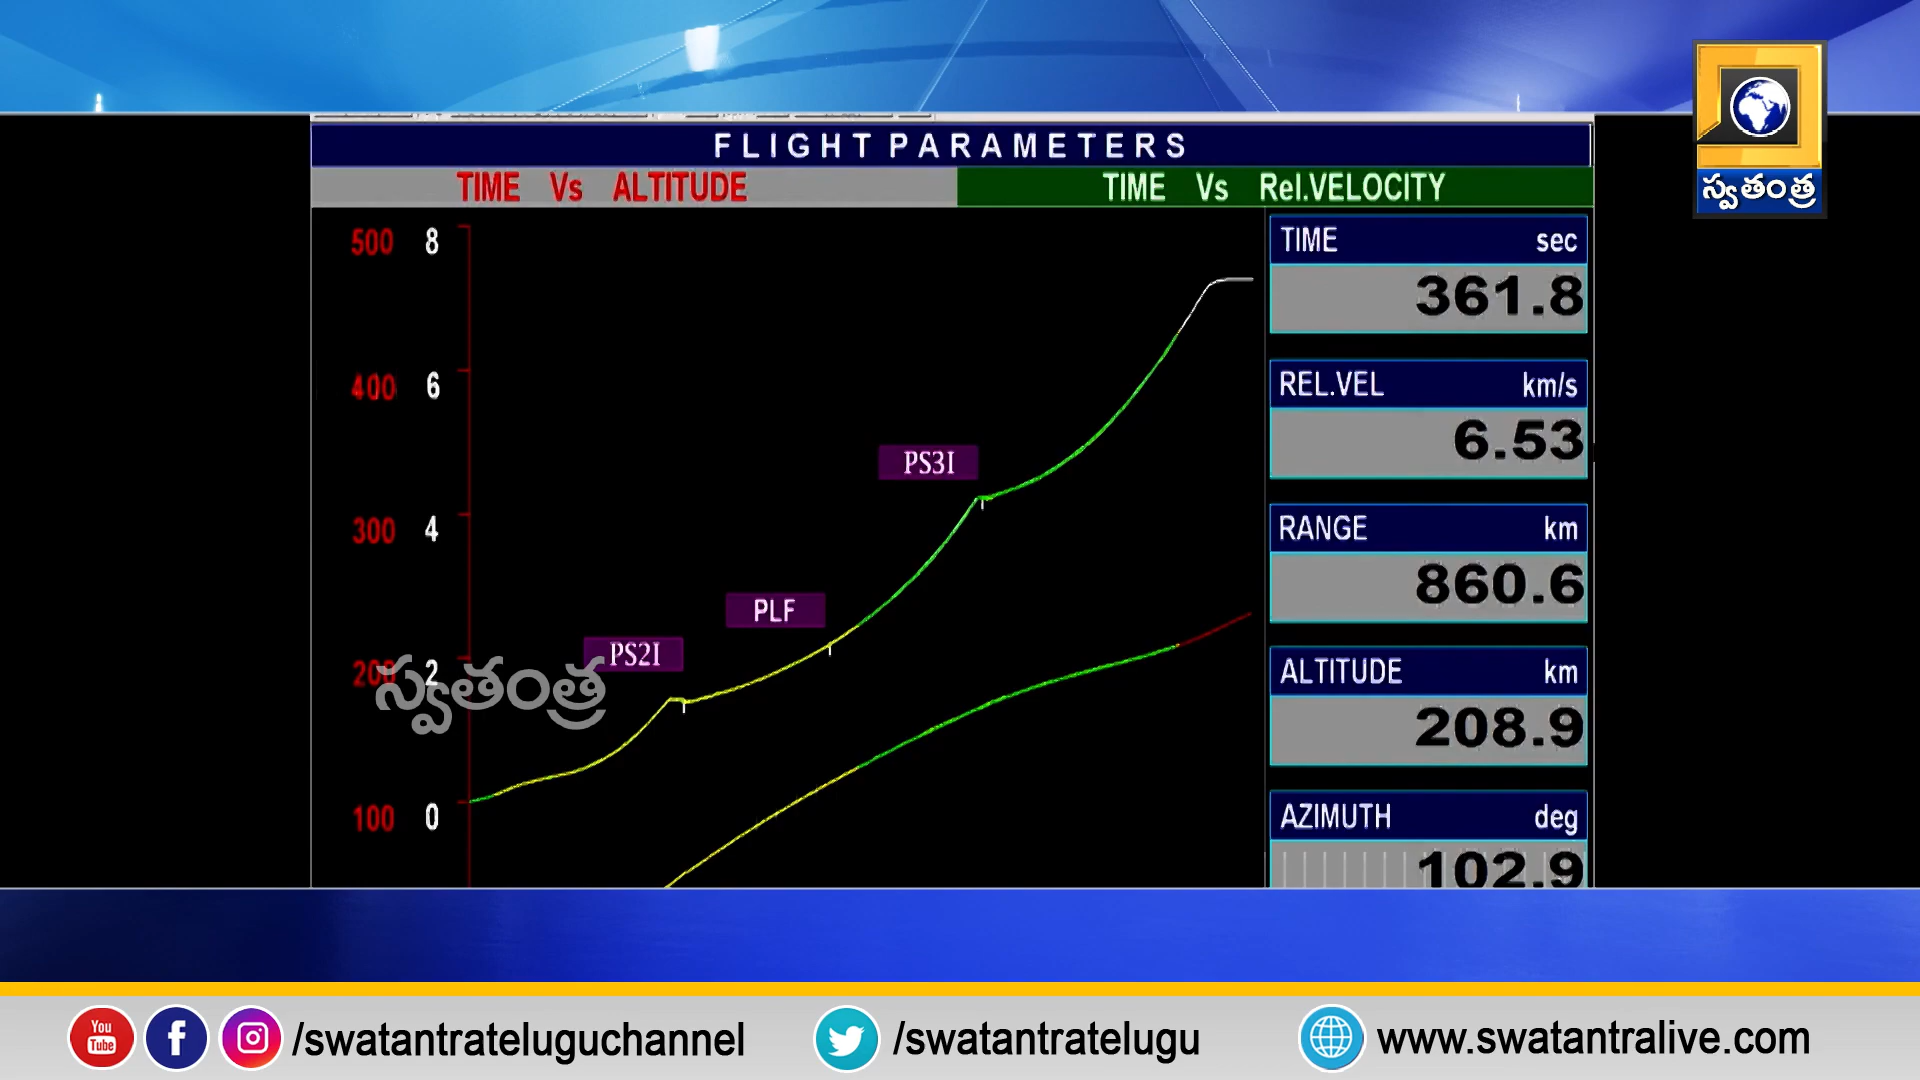 FLIGHT PARAMETERS
TIME Vs ALTITUDE
TIME Vs Rel.VELOCITY
స్వతంత్ర
500 8
400 6
300 4
200 2
100 0
PS3I
PLF
PS2I
స్వతంత్ర
TIME sec
361.8
REL.VEL km/s
6.53
RANGE km
860.6
ALTITUDE km
208.9
AZIMUTH deg
102.9
You Tube
/swatantrateluguchannel
/swatantratelugu
www.swatantralive.com